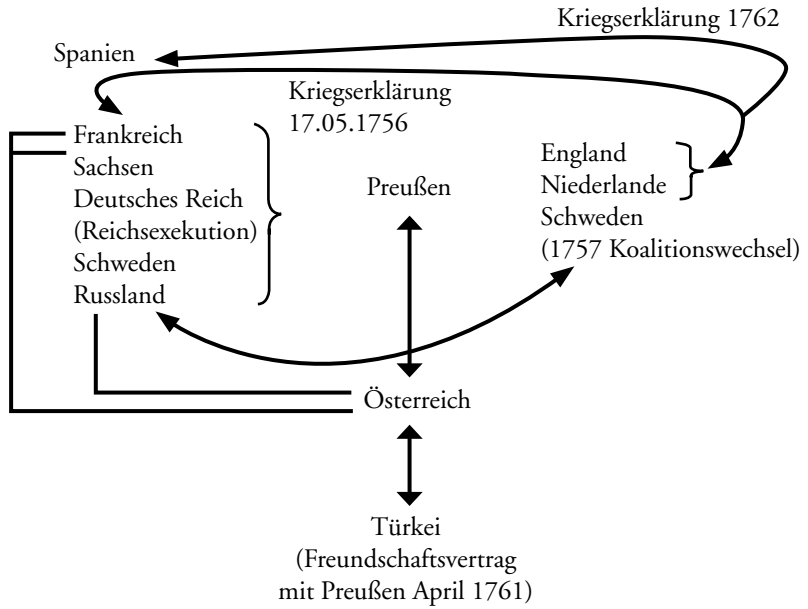 Kriegserklärung 1762
Spanien
Kriegserklärung
17.05.1756
Frankreich
Sachsen
Deutsches Reich
(Reichsexekution)
Schweden
Russland
Preußen
England
Niederlande
Schweden
(1757 Koalitionswechsel)
Österreich
Türkei
(Freundschaftsvertrag
mit Preußen April 1761)